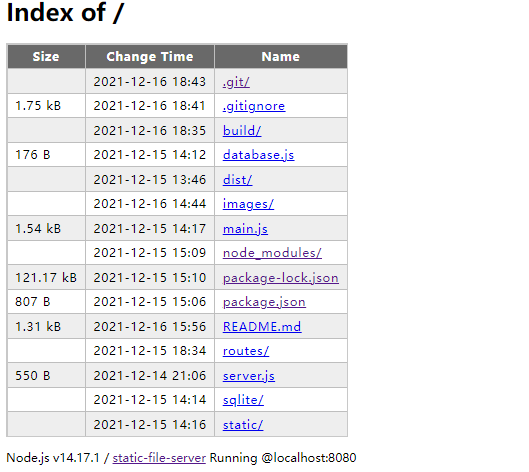 Index of /
Size Change Time Name
2021-12-16 18:43 .git/
1.75 kB 2021-12-16 18:41 .gitignore
2021-12-16 18:35 build/
176 B 2021-12-15 14:12 database.js
2021-12-15 13:46 dist/
2021-12-16 14:44 images/
1.54 kB 2021-12-15 14:17 main.js
2021-12-15 15:09 node_modules/
121.17 kB 2021-12-15 15:10 package-lock.json
807 B 2021-12-15 15:06 package.json
1.31 kB 2021-12-16 15:56 README.md
2021-12-15 18:34 routes/
550 B 2021-12-14 21:06 server.js
2021-12-15 14:14 sqlite/
2021-12-15 14:16 static/
Node.js v14.17.1 / static-file-server Running @localhost:8080